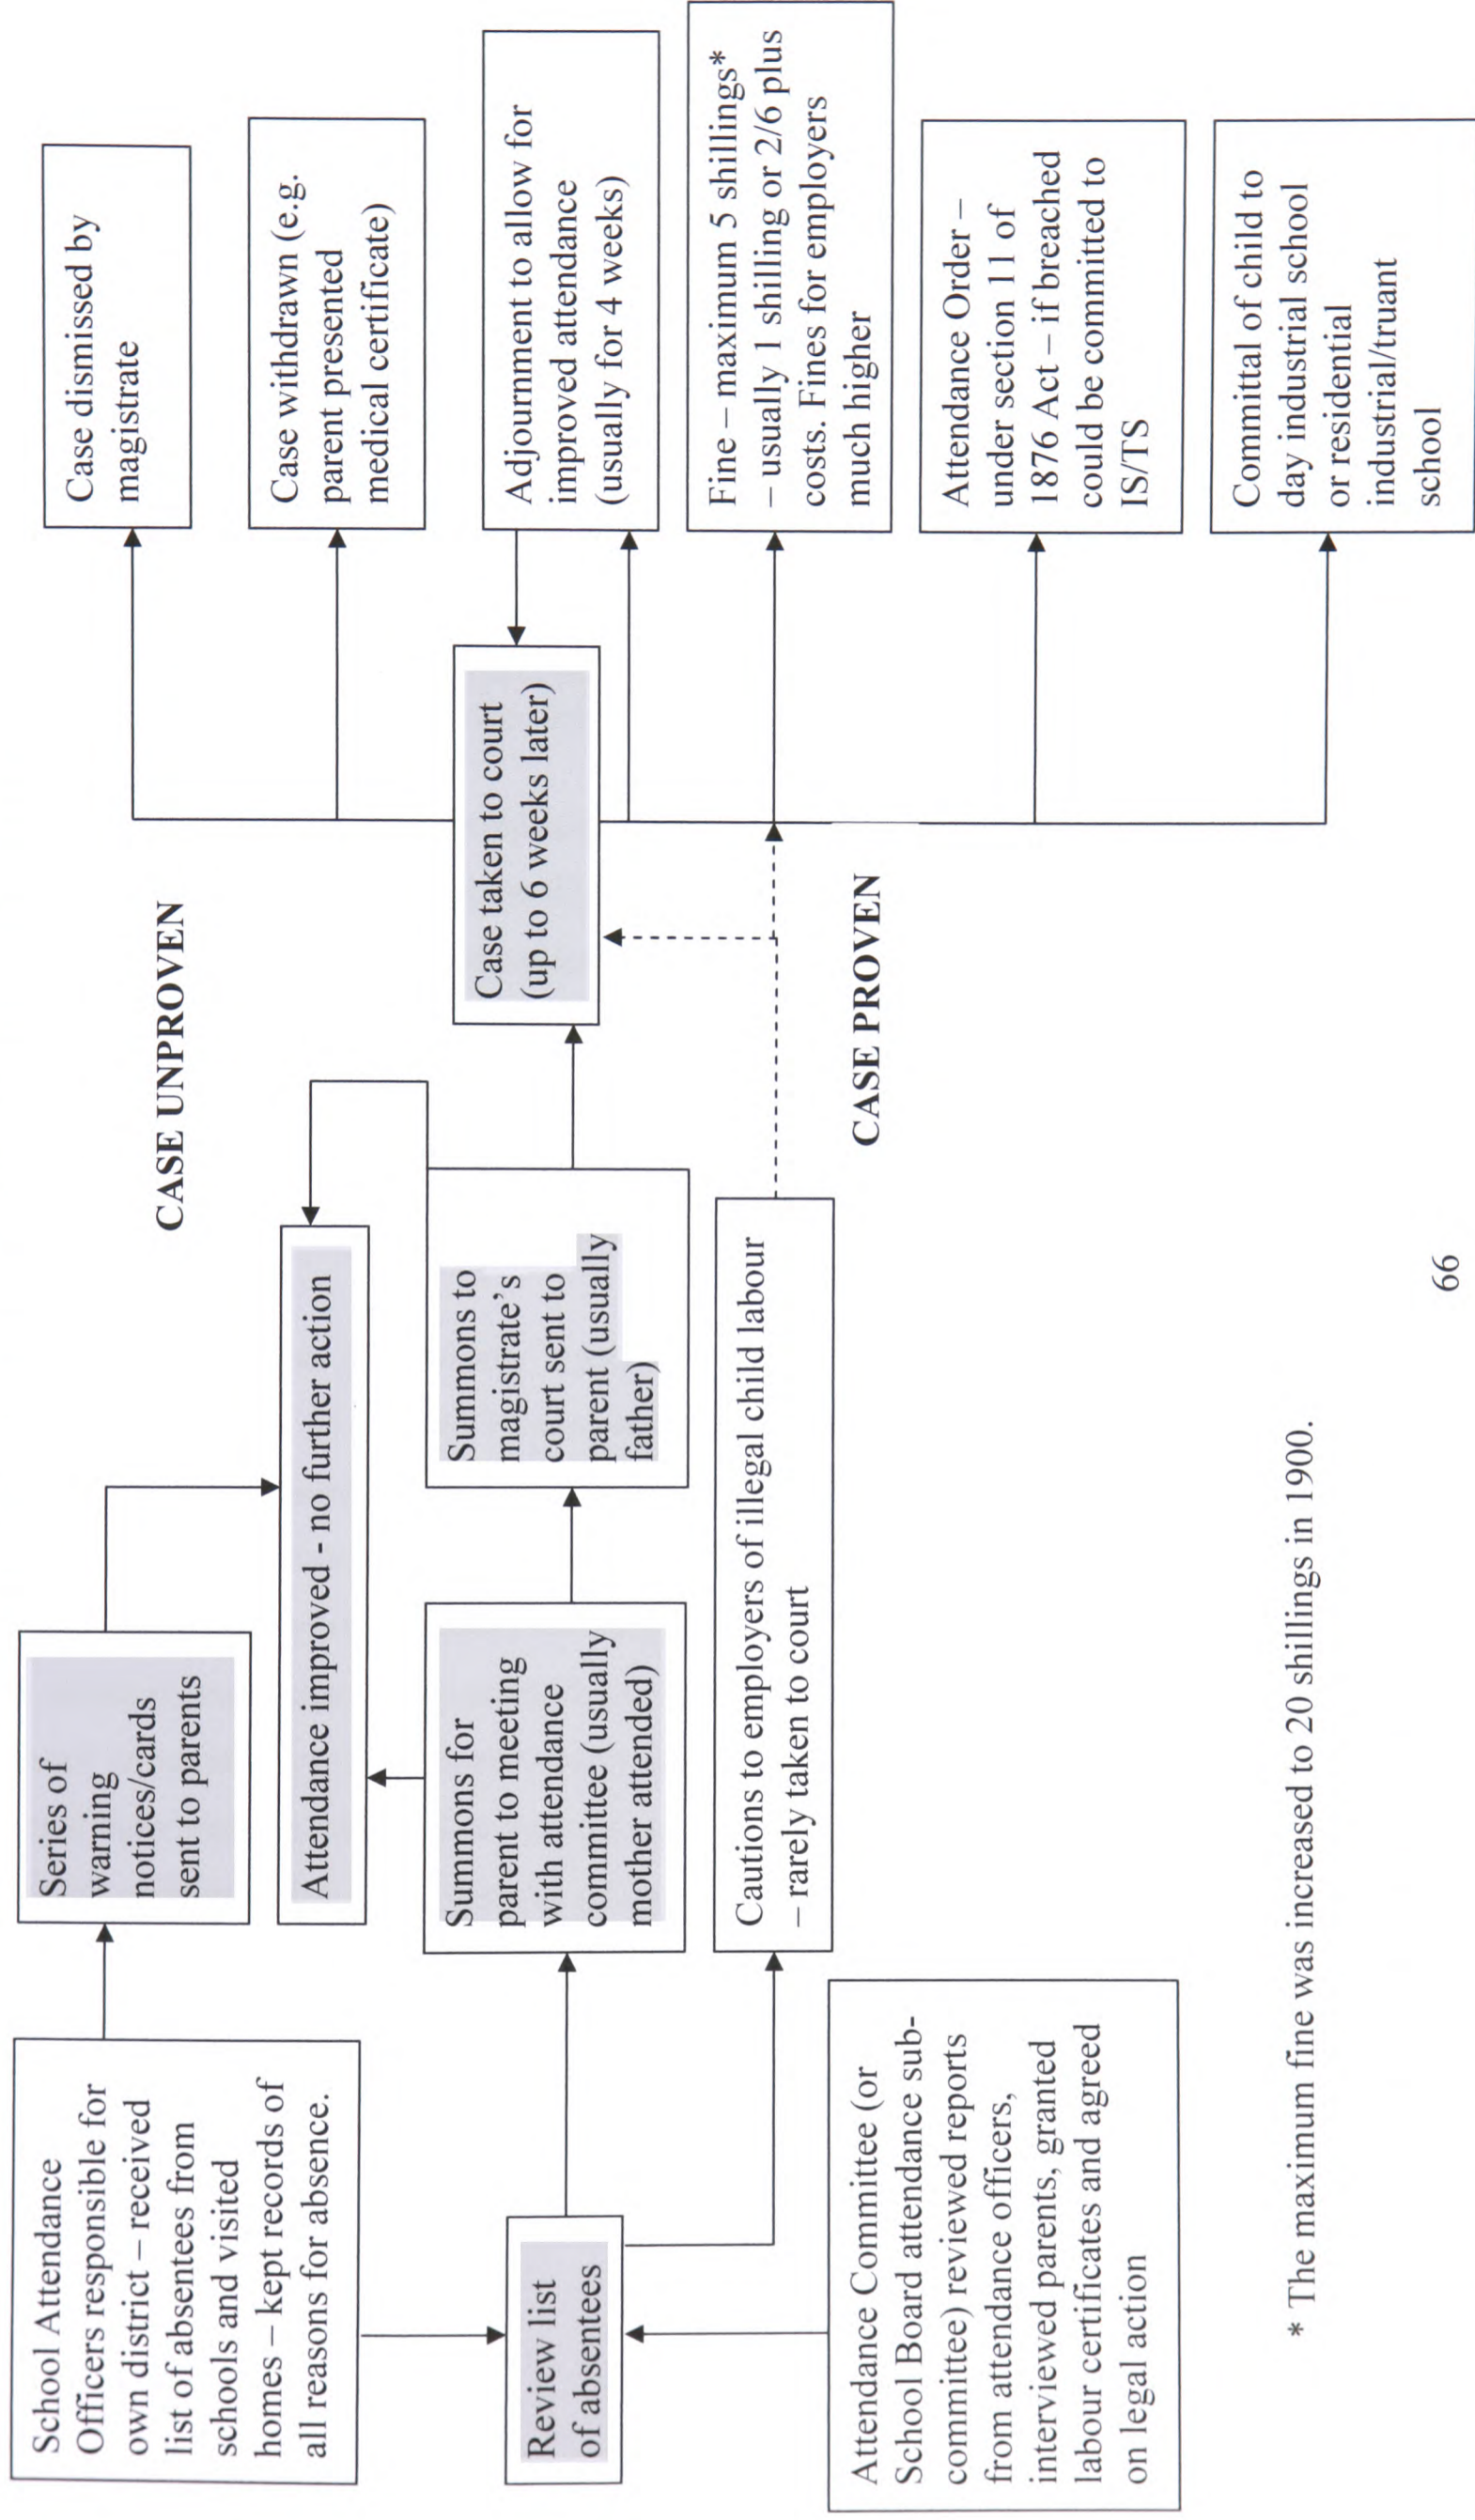 School Attendance
Officers responsible for
own district – received
list of absentees from
schools and visited
homes – kept records of
all reasons for absence.
Series of
warning
notices/cards
sent to parents
Attendance improved - no further action
CASE UNPROVEN
Review list
of absentees
Summons for
parent to meeting
with attendance
committee (usually
mother attended)
Summons to
magistrate's
court sent to
parent (usually
father)
Case taken to court
(up to 6 weeks later)
Cautions to employers of illegal child labour
– rarely taken to court
CASE PROVEN
Attendance Committee (or
School Board attendance sub-
committee) reviewed reports
from attendance officers,
interviewed parents, granted
labour certificates and agreed
on legal action
Case dismissed by
magistrate
Case withdrawn (e.g.
parent presented
medical certificate)
Adjournment to allow for
improved attendance
(usually for 4 weeks)
Fine – maximum 5 shillings*
– usually 1 shilling or 2/6 plus
costs. Fines for employers
much higher
Attendance Order –
under section 11 of
1876 Act – if breached
could be committed to
IS/TS
Committal of child to
day industrial school
or residential
industrial/truant
school
* The maximum fine was increased to 20 shillings in 1900.
66